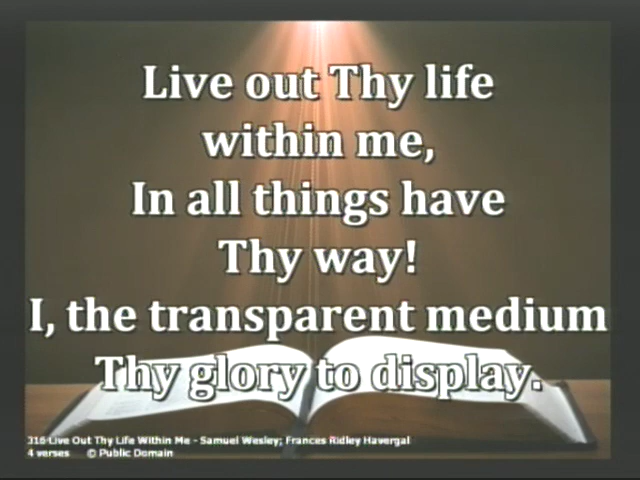 Live out Thy life
within me,
In all things have
Thy way!
I, the transparent medium
Thy glory to display.
316 Live Out Thy Life Within Me - Samuel Wesley; Frances Ridley Havergal
4 verses © Public Domain